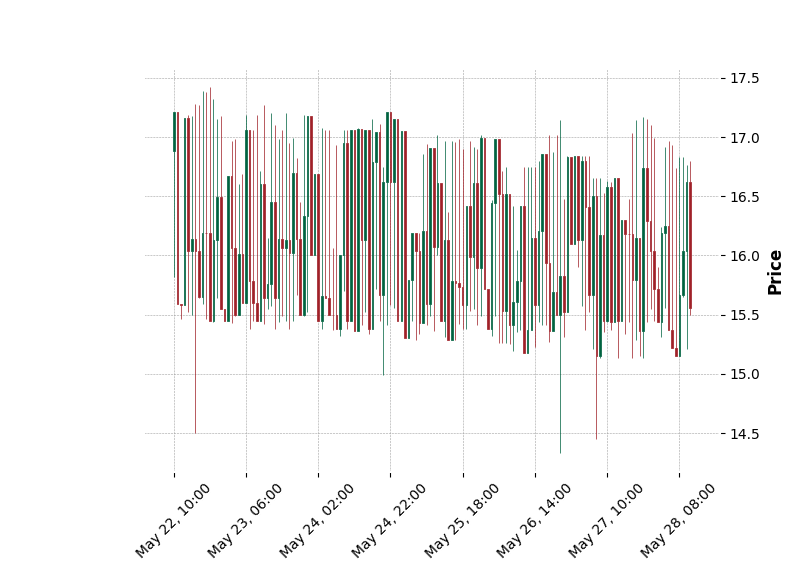 17.5
17.0
16.5
16.0
15.5
15.0
14.5
Price
May 22, 10:00
May 23, 06:00
May 24, 02:00
May 24, 22:00
May 25, 18:00
May 26, 14:00
May 27, 10:00
May 28, 08:00